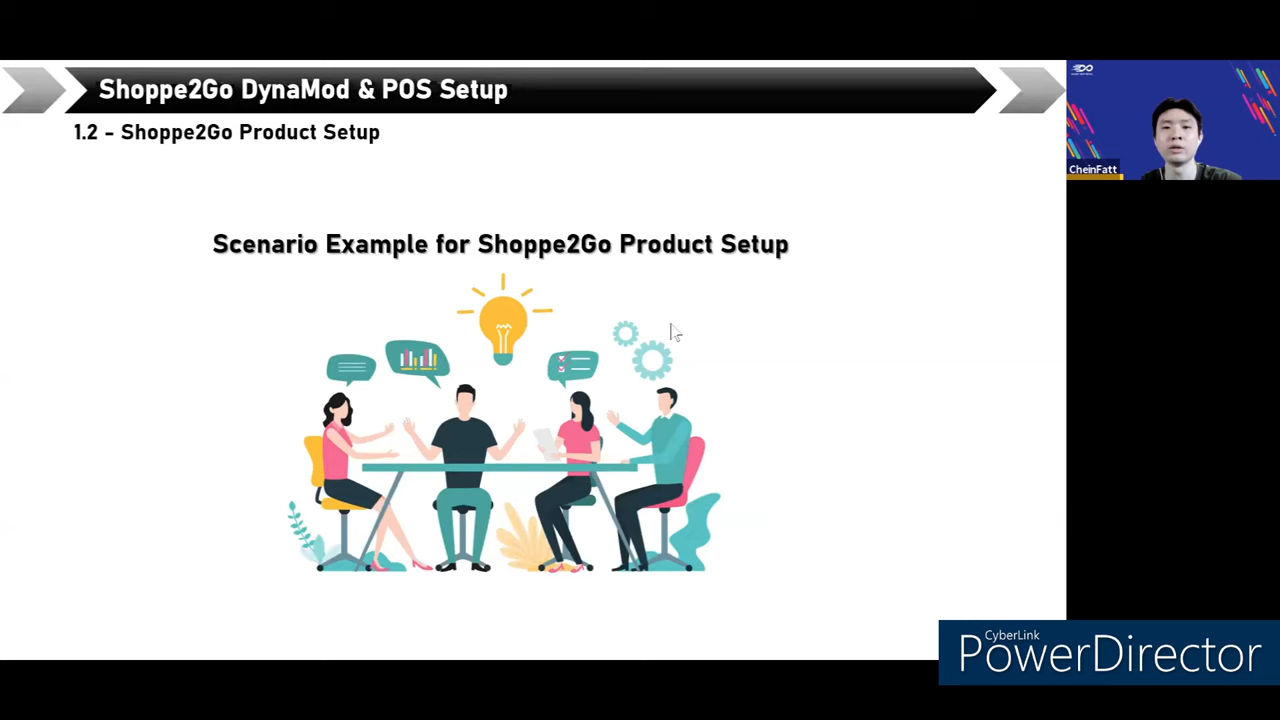 Shoppe2Go DynaMod & POS Setup
1.2 - Shoppe2Go Product Setup
CheinFatt
Scenario Example for Shoppe2Go Product Setup
CyberLink
PowerDirector